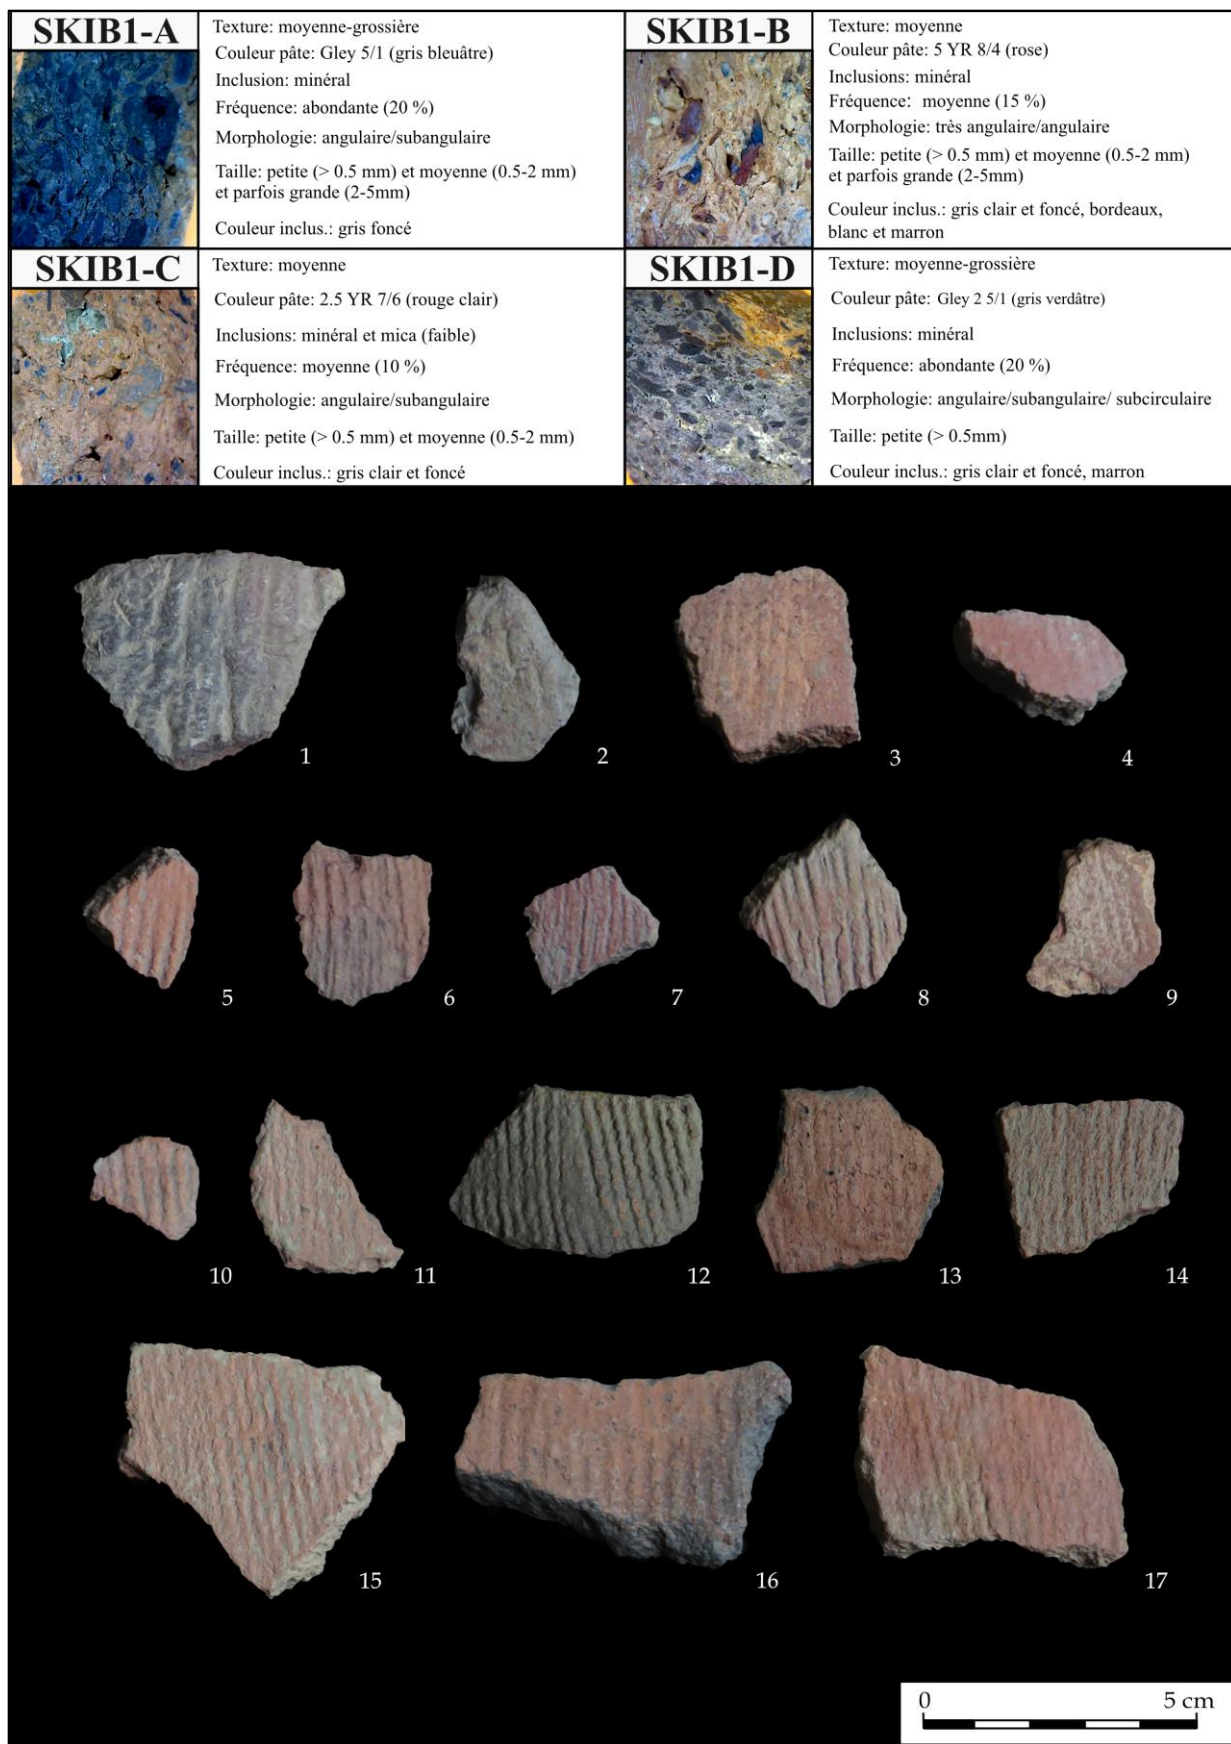 SKIB1-A
Texture: moyenne-grossière
Couleur pâte: Gley 5/1 (gris bleuâtre)
Inclusion: minéral
Fréquence: abondante (20 %)
Morphologie: angulaire/subangulaire
Taille: petite (> 0.5 mm) et moyenne (0.5-2 mm)
et parfois grande (2-5mm)
Couleur inclus.: gris foncé
SKIB1-B
Texture: moyenne
Couleur pâte: 5 YR 8/4 (rose)
Inclusions: minéral
Fréquence: moyenne (15 %)
Morphologie: très angulaire/angulaire
Taille: petite (> 0.5 mm) et moyenne (0.5-2 mm)
et parfois grande (2-5mm)
Couleur inclus.: gris clair et foncé, bordeaux,
blanc et marron
SKIB1-C
Texture: moyenne
Couleur pâte: 2.5 YR 7/6 (rouge clair)
Inclusions: minéral et mica (faible)
Fréquence: moyenne (10 %)
Morphologie: angulaire/subangulaire
Taille: petite (> 0.5 mm) et moyenne (0.5-2 mm)
Couleur inclus.: gris clair et foncé
SKIB1-D
Texture: moyenne-grossière
Couleur pâte: Gley 2 5/1 (gris verdâtre)
Inclusions: minéral
Fréquence: abondante (20 %)
Morphologie: angulaire/subangulaire/ subcirculaire
Taille: petite (> 0.5mm)
Couleur inclus.: gris clair et foncé, marron
1
2
3
4
5
6
7
8
9
10
11
12
13
14
15
16
17
0 5 cm